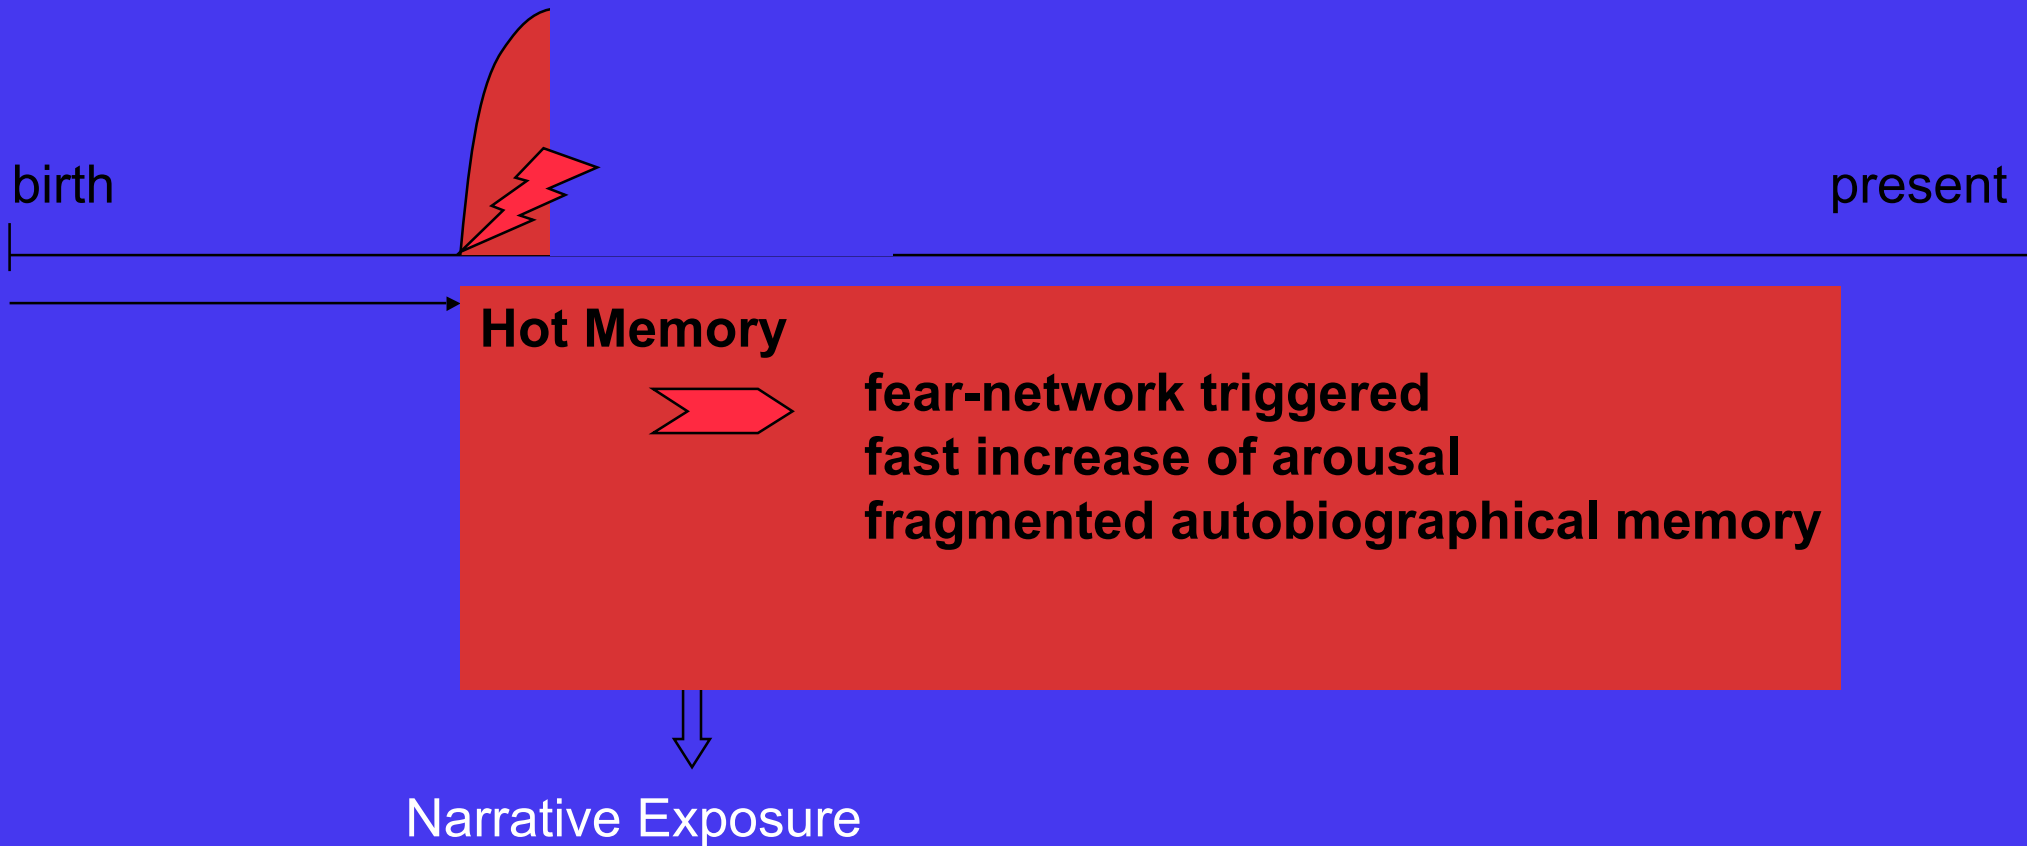 birth
present
Hot Memory
fear-network triggered
fast increase of arousal
fragmented autobiographical memory
Narrative Exposure